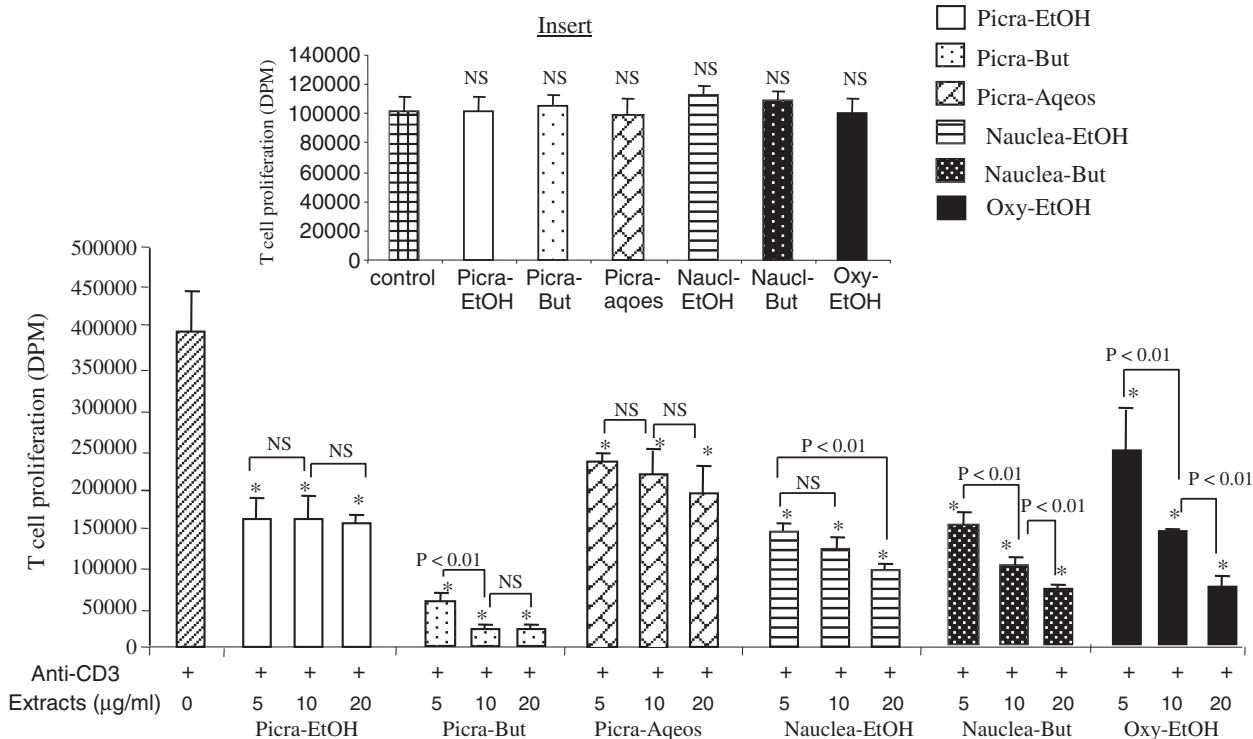 Insert
T cell proliferation (DPM)
140000
120000
100000
80000
60000
40000
20000
0
NS NS NS NS NS NS
control Picra-EtOH Picra-But Picra-aqoes Naucl-EtOH Naucl-But Oxy-EtOH
Picra-EtOH
Picra-But
Picra-Aqeos
Nauclea-EtOH
Nauclea-But
Oxy-EtOH
T cell proliferation (DPM)
500000
450000
400000
350000
300000
250000
200000
150000
100000
50000
0
NS NS
* * *
P < 0.01 NS
* * *
NS NS
* * *
P < 0.01
NS
* * *
P < 0.01
P < 0.01
* * *
P < 0.01
P < 0.01
* * *
Anti-CD3 + + + + + + + + + + + + + + + + + + +
Extracts (μg/ml) 0 5 10 20 5 10 20 5 10 20 5 10 20 5 10 20 5 10 20
Picra-EtOH Picra-But Picra-Aqeos Nauclea-EtOH Nauclea-But Oxy-EtOH